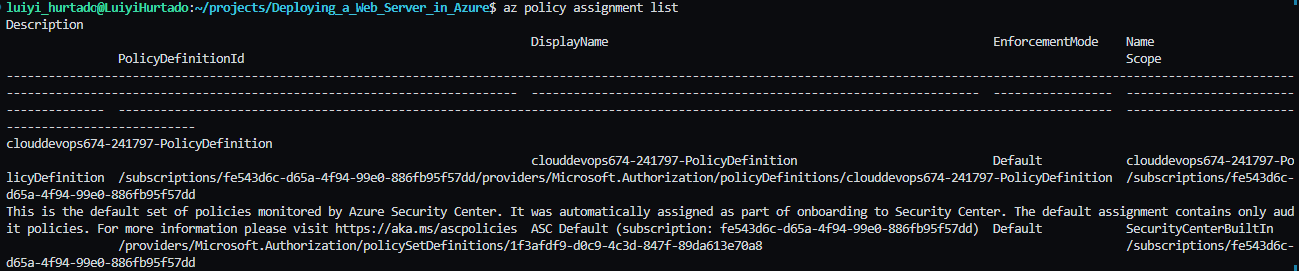 luiyi_hurtado@LuiyiHurtado:~/projects/Deploying_a_Web_Server_in_Azure$ az policy assignment list
Description
DisplayName EnforcementMode Name
PolicyDefinitionId Scope
clouddevops674-241797-PolicyDefinition
clouddevops674-241797-PolicyDefinition Default clouddevops674-241797-Po
licyDefinition /subscriptions/fe543d6c-d65a-4f94-99e0-886fb95f57dd/providers/Microsoft.Authorization/policyDefinitions/clouddevops674-241797-PolicyDefinition /subscriptions/fe543d6c-
d65a-4f94-99e0-886fb95f57dd
This is the default set of policies monitored by Azure Security Center. It was automatically assigned as part of onboarding to Security Center. The default assignment contains only aud
it policies. For more information please visit https://aka.ms/ascpolicies ASC Default (subscription: fe543d6c-d65a-4f94-99e0-886fb95f57dd) Default SecurityCenterBuiltIn
/providers/Microsoft.Authorization/policySetDefinitions/1f3afdf9-d0c9-4c3d-847f-89da613e70a8 /subscriptions/fe543d6c-
d65a-4f94-99e0-886fb95f57dd